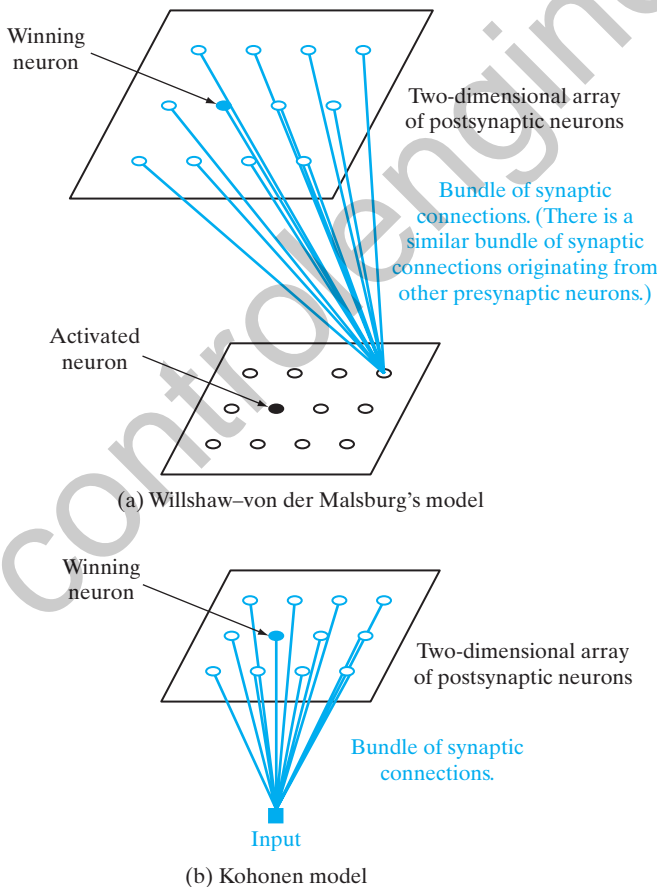 Winning
neuron
Two-dimensional array
of postsynaptic neurons
Bundle of synaptic
connections. (There is a
similar bundle of synaptic
connections originating from
other presynaptic neurons.)
Activated
neuron
(a) Willshaw–von der Malsburg's model
Winning
neuron
Two-dimensional array
of postsynaptic neurons
Bundle of synaptic
connections.
Input
(b) Kohonen model
controlengine